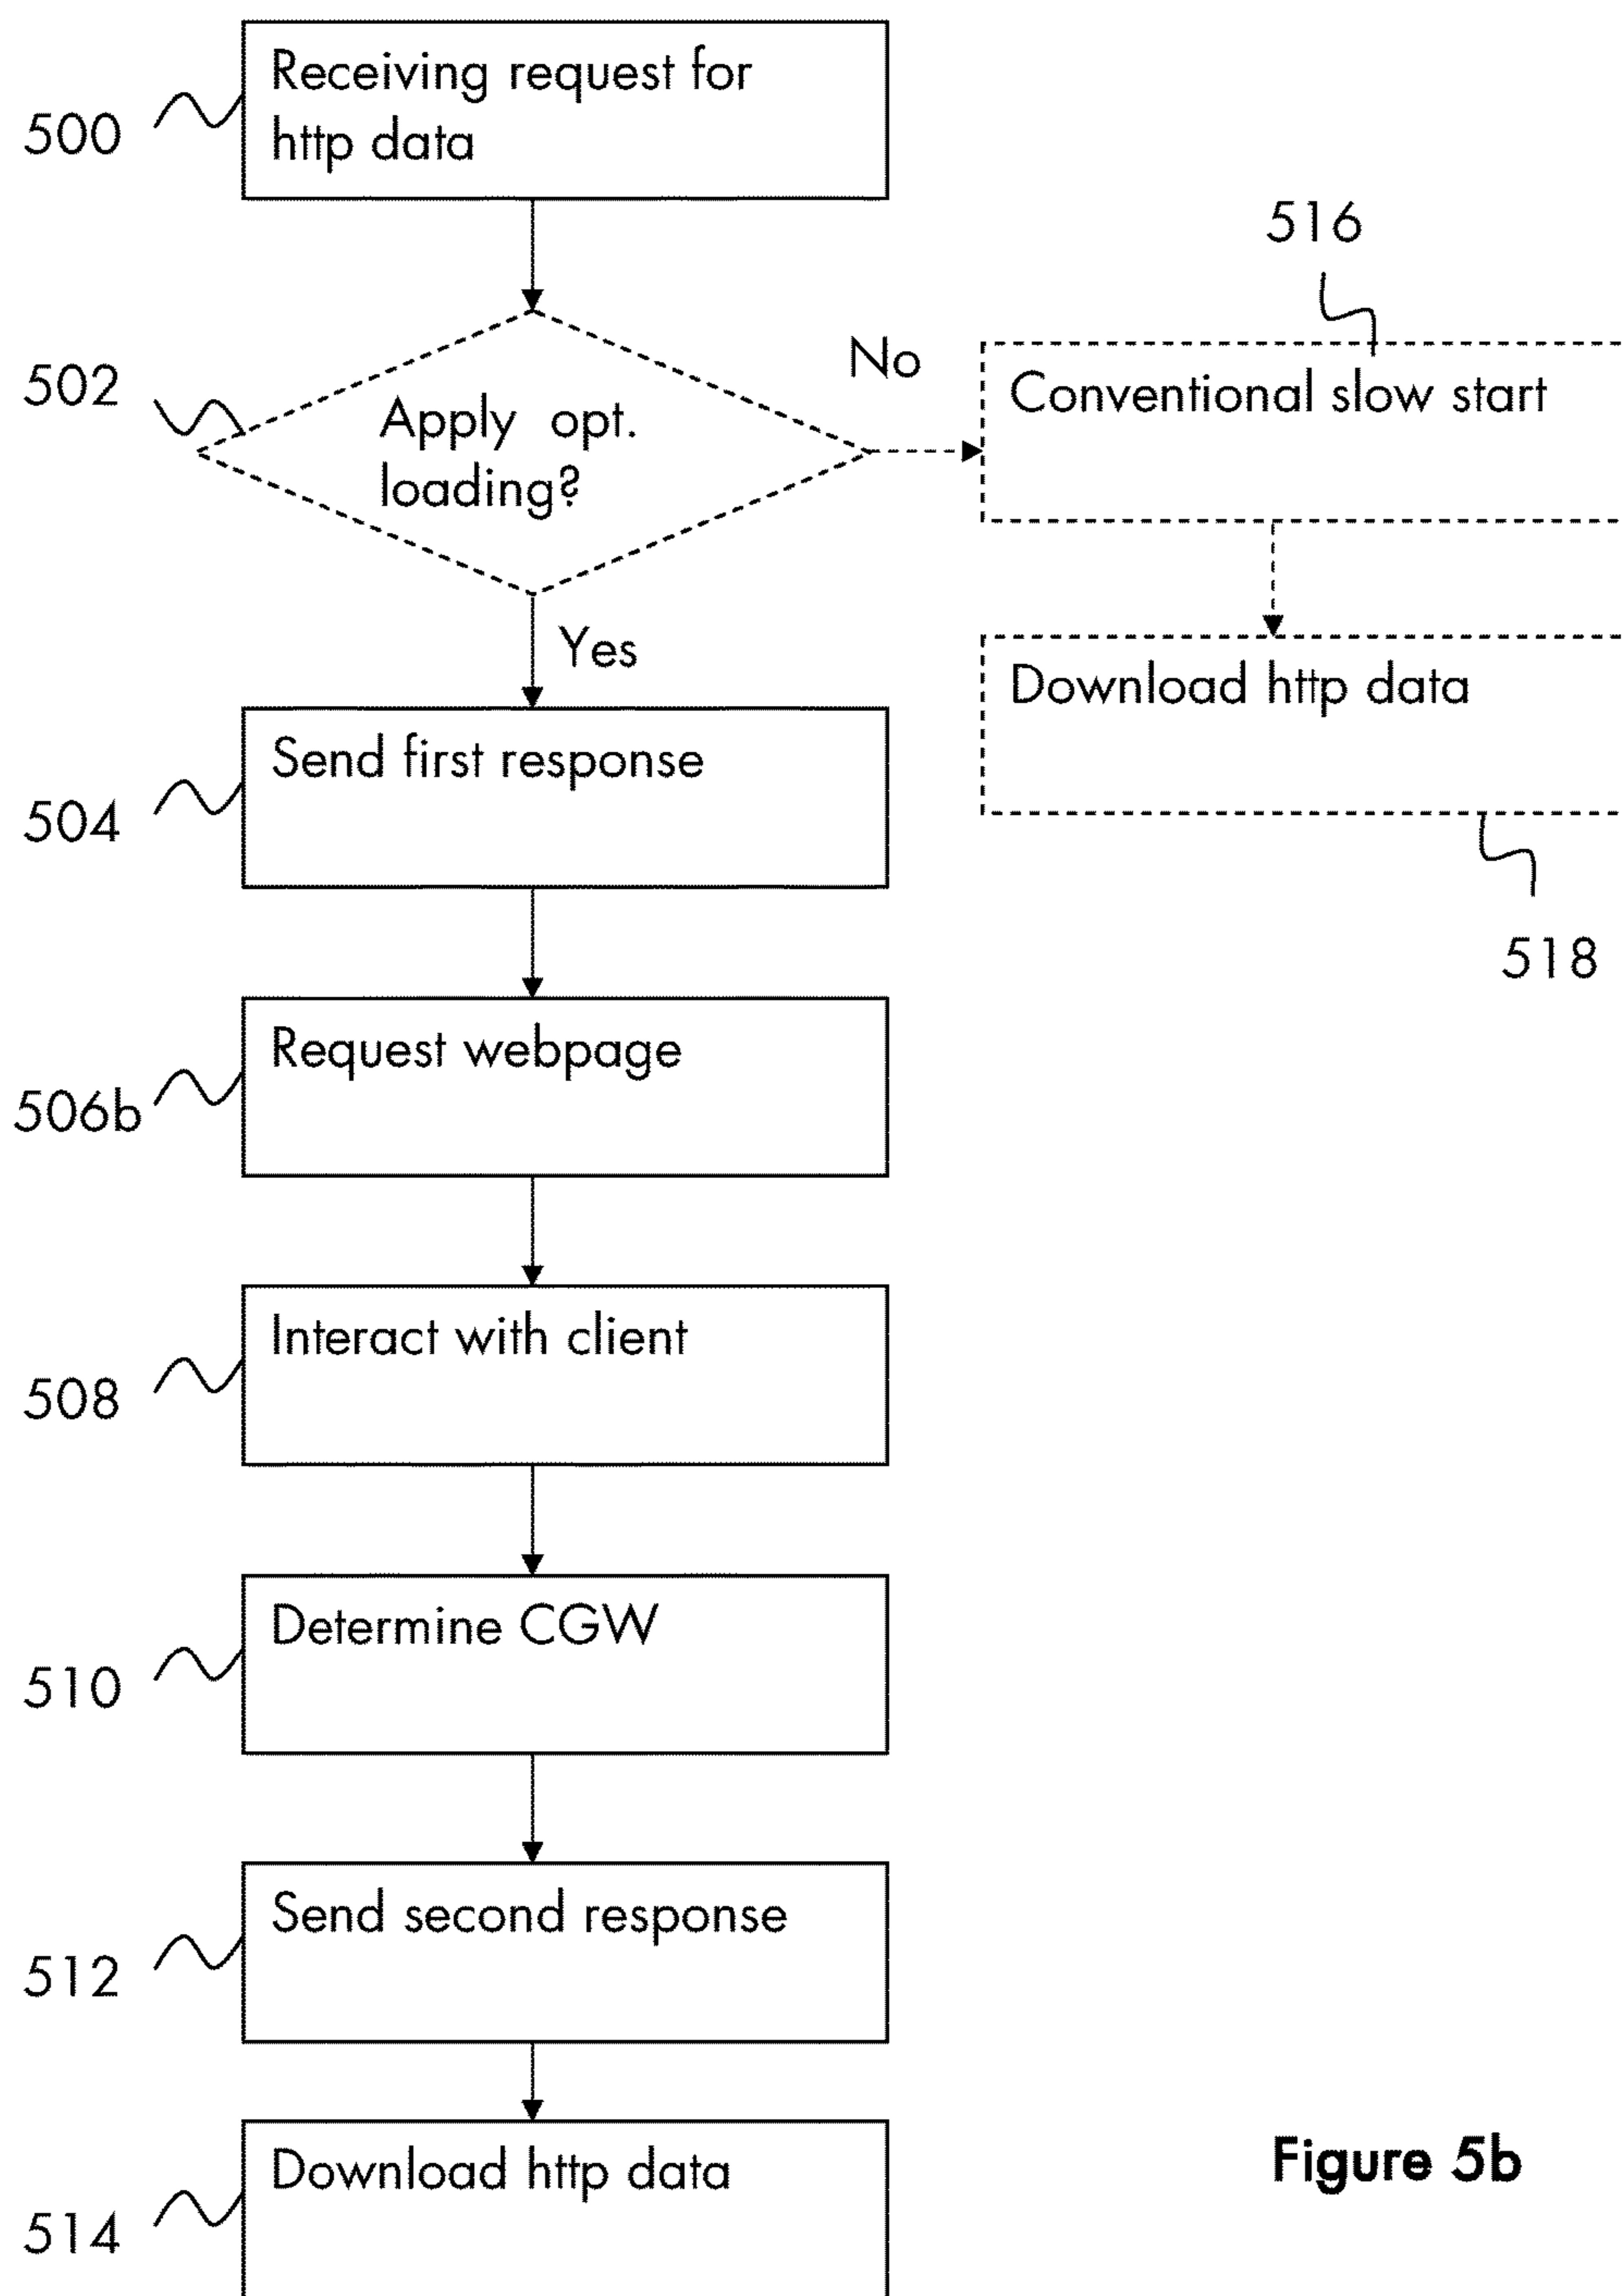 Receiving request for
http data
500
516
502
No
Conventional slow start
Apply opt.
loading?
Yes
Download http data
Send first response
504
518
Request webpage
506b
Interact with client
508
Determine CGW
510
Send second response
512
Download http data
514
Figure 5b